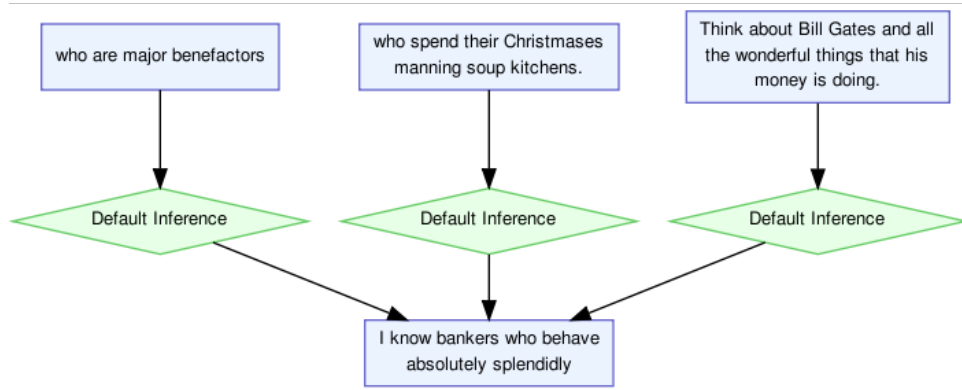 who are major benefactors
who spend their Christmases
manning soup kitchens.
Think about Bill Gates and all
the wonderful things that his
money is doing.
Default Inference
Default Inference
Default Inference
I know bankers who behave
absolutely splendidly